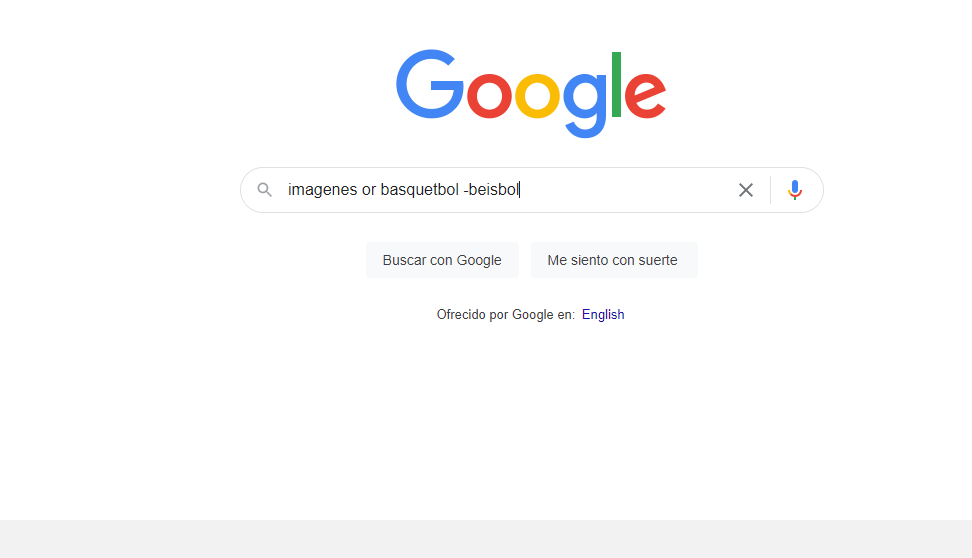 Google
imagenes or basquetbol -beisbol
Buscar con Google
Me siento con suerte
Ofrecido por Google en: English